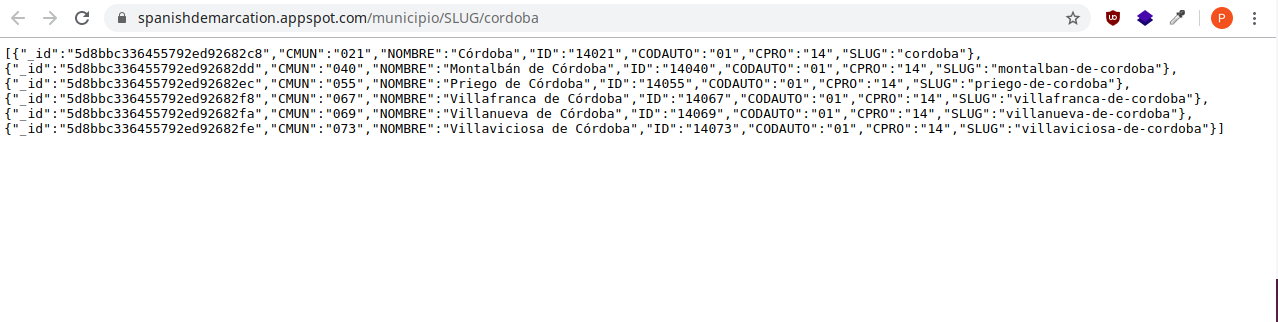 spanishdemarcation.appspot.com/municipio/SLUG/cordoba
UD
P
[{"_id":"5d8bbc336455792ed92682c8","CMUN":"021","NOMBRE":"Córdoba","ID":"14021","CODAUTO":"01","CPRO":"14","SLUG":"cordoba"},
{"_id":"5d8bbc336455792ed92682dd","CMUN":"040","NOMBRE":"Montalbán de Córdoba","ID":"14040","CODAUTO":"01","CPRO":"14","SLUG":"montalban-de-cordoba"},
{"_id":"5d8bbc336455792ed92682ec","CMUN":"055","NOMBRE":"Priego de Córdoba","ID":"14055","CODAUTO":"01","CPRO":"14","SLUG":"priego-de-cordoba"},
{"_id":"5d8bbc336455792ed92682f8","CMUN":"067","NOMBRE":"Villafranca de Córdoba","ID":"14067","CODAUTO":"01","CPRO":"14","SLUG":"villafranca-de-cordoba"},
{"_id":"5d8bbc336455792ed92682fa","CMUN":"069","NOMBRE":"Villanueva de Córdoba","ID":"14069","CODAUTO":"01","CPRO":"14","SLUG":"villanueva-de-cordoba"},
{"_id":"5d8bbc336455792ed92682fe","CMUN":"073","NOMBRE":"Villaviciosa de Córdoba","ID":"14073","CODAUTO":"01","CPRO":"14","SLUG":"villaviciosa-de-cordoba"}]